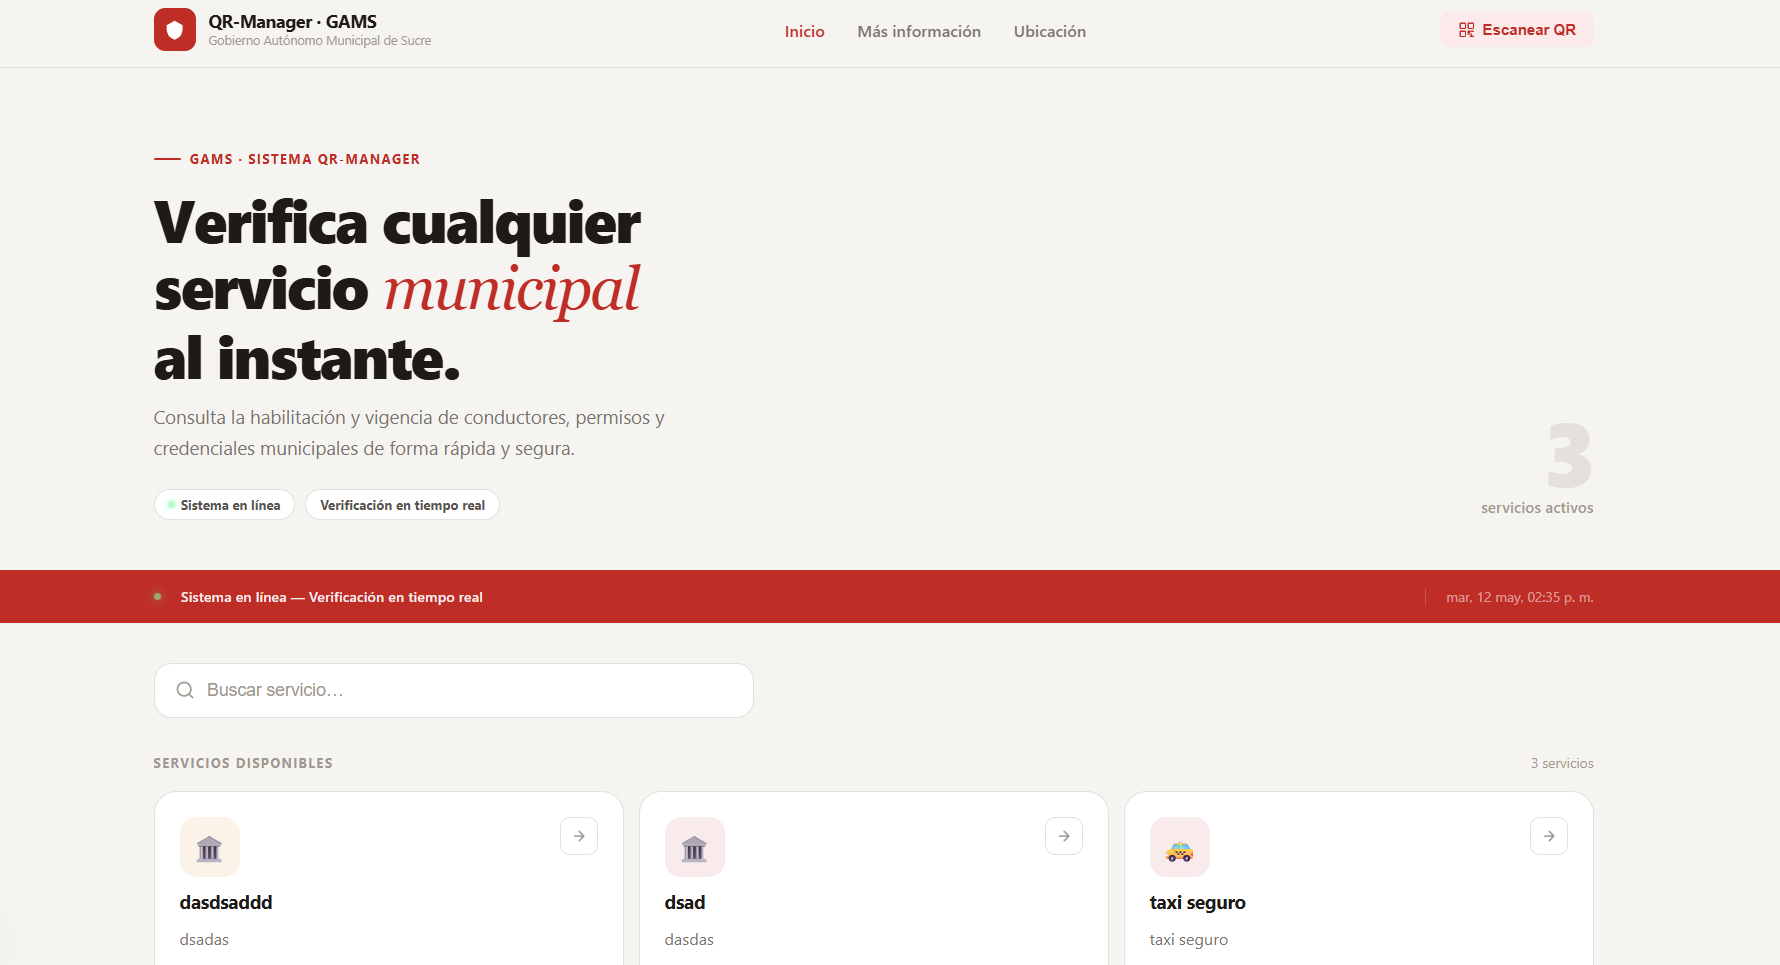 QR-Manager · GAMS
Gobierno Autónomo Municipal de Sucre
Inicio
Más información
Ubicación
Escanear QR
GAMS · SISTEMA QR-MANAGER
Verifica cualquier
servicio municipal
al instante.
Consulta la habilitación y vigencia de conductores, permisos y
credenciales municipales de forma rápida y segura.
Sistema en línea
Verificación en tiempo real
3
servicios activos
Sistema en línea — Verificación en tiempo real
mar, 12 may, 02:35 p. m.
Buscar servicio…
SERVICIOS DISPONIBLES
3 servicios
dasdsaddd
dsadas
dsad
dasdas
taxi seguro
taxi seguro